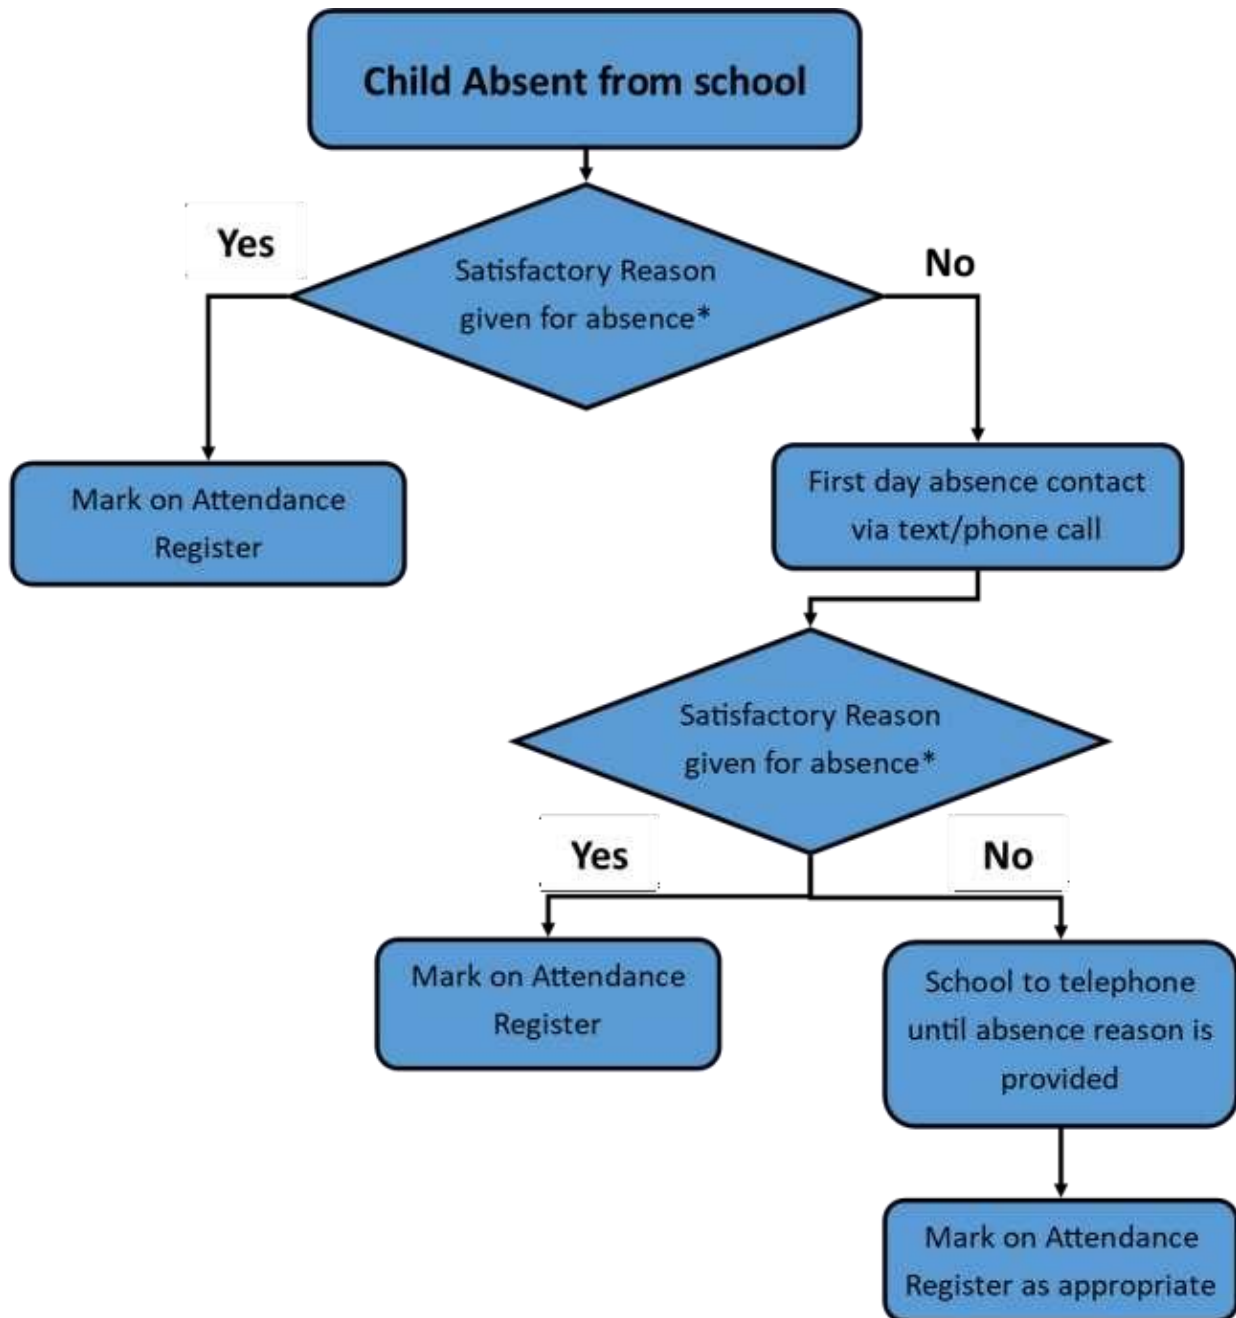 Child Absent from school
Yes
No
Satisfactory Reason
given for absence*
Mark on Attendance
Register
First day absence contact
via text/phone call
Satisfactory Reason
given for absence*
Yes
No
Mark on Attendance
Register
School to telephone
until absence reason is
provided
Mark on Attendance
Register as appropriate